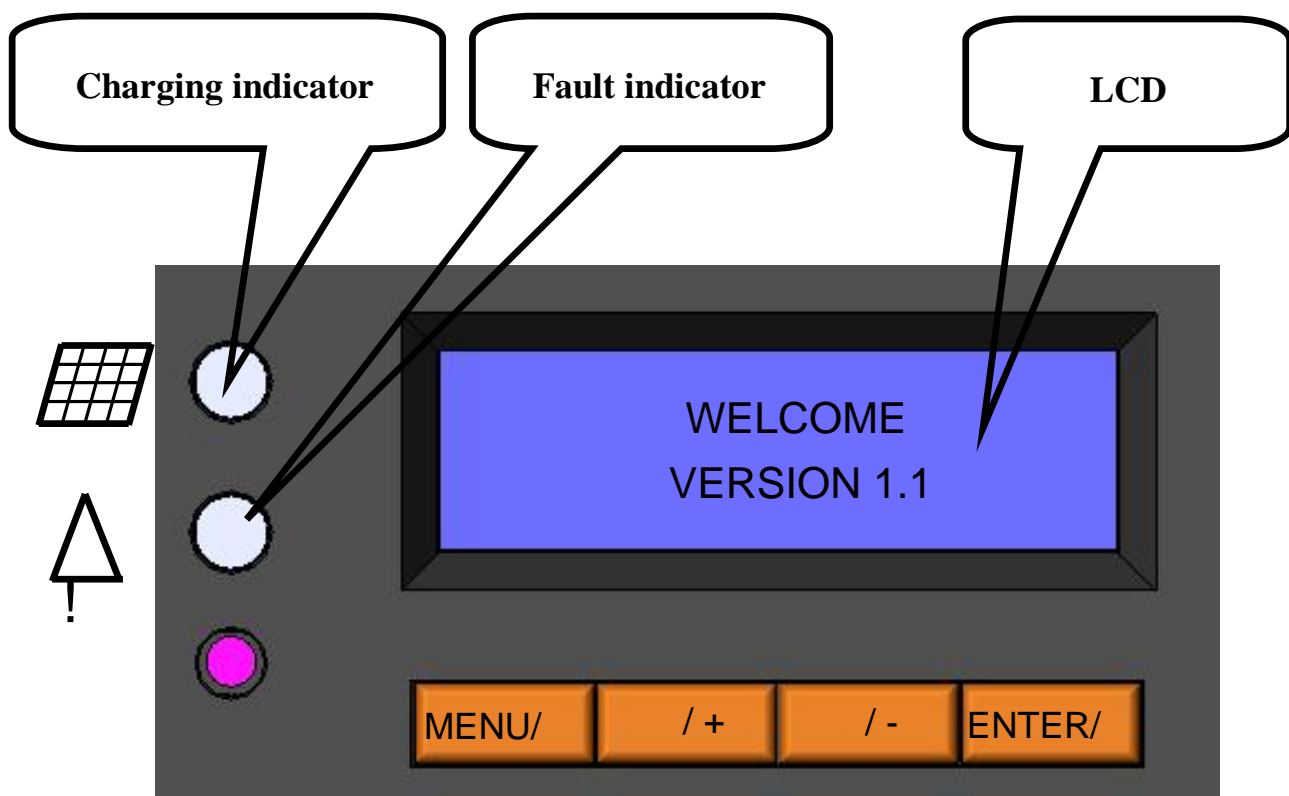 Charging indicator
Fault indicator
LCD
WELCOME
VERSION 1.1
!
MENU/
/ +
/ -
ENTER/